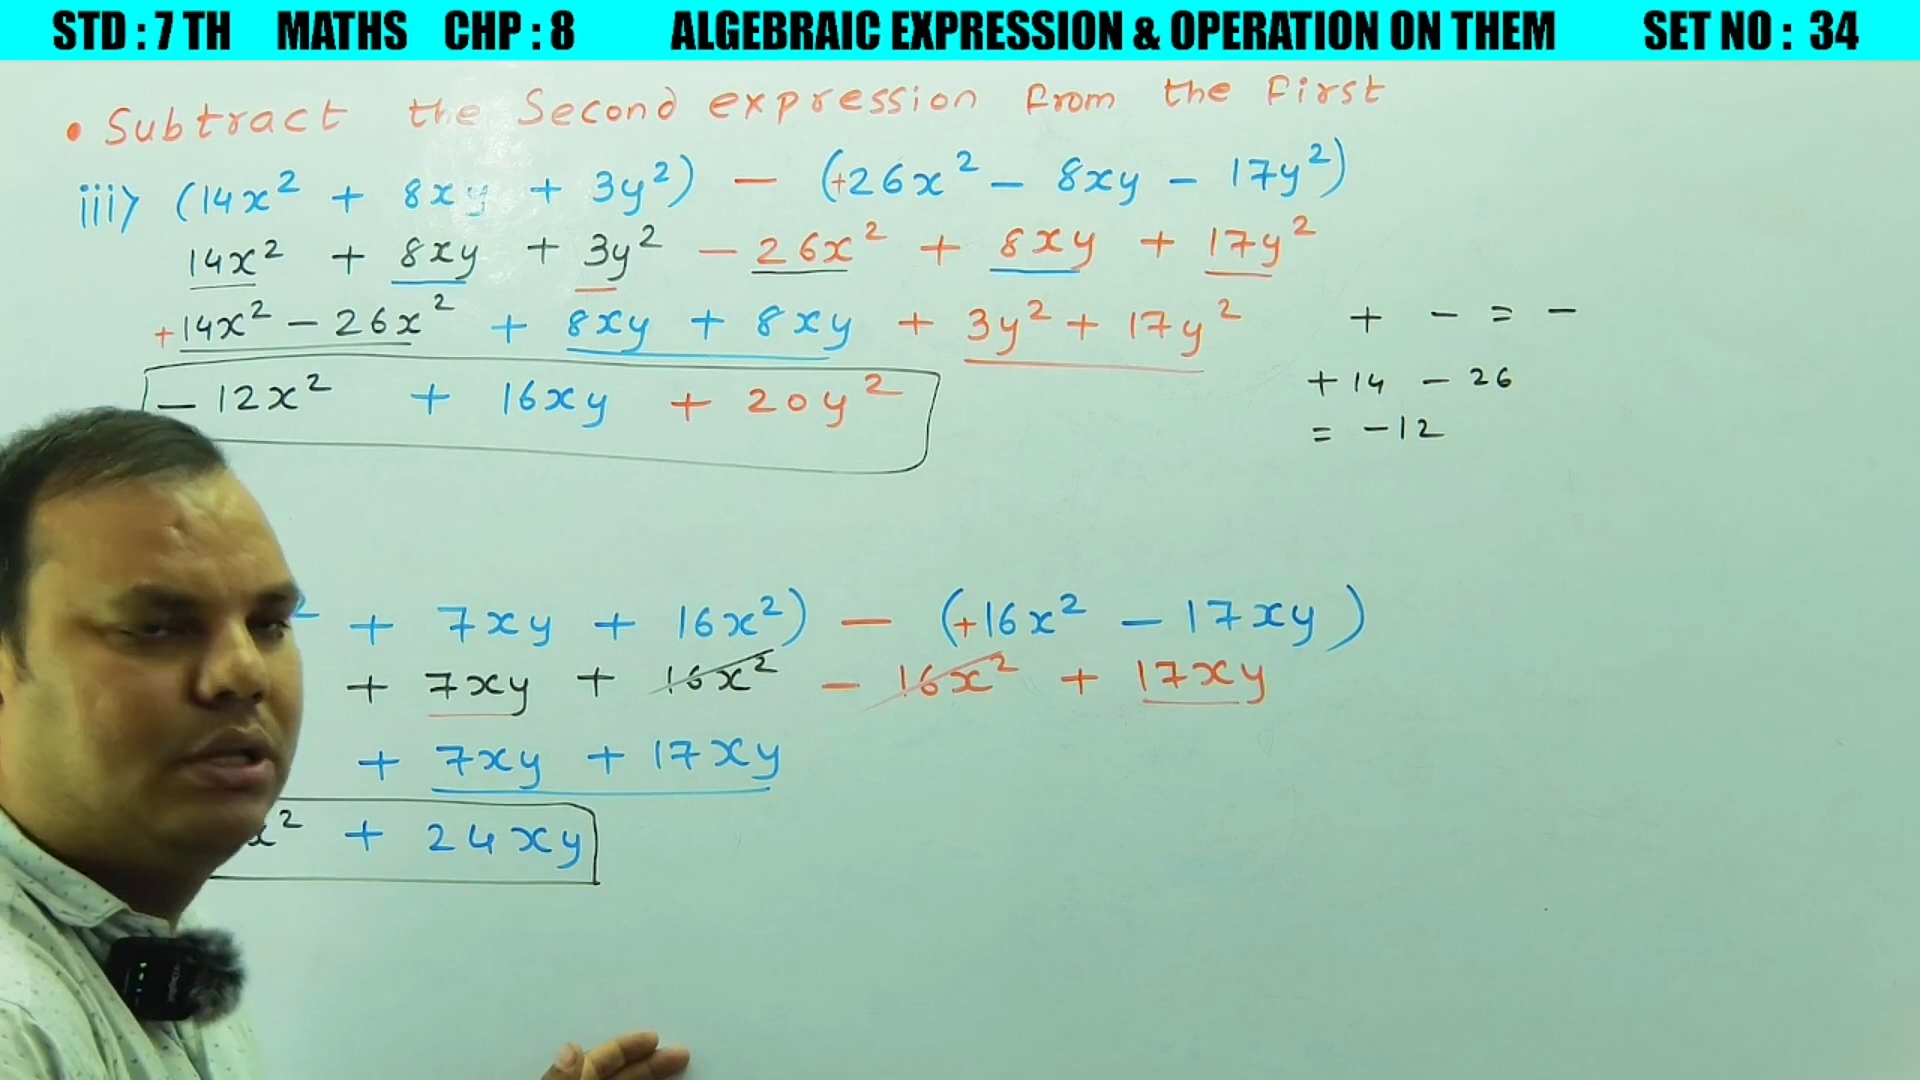 STD : 7 TH MATHS CHP : 8 ALGEBRAIC EXPRESSION & OPERATION ON THEM SET NO : 34
• Subtract the Second expression from the First
iii) (14x² + 8xy + 3y²) − (+26x² − 8xy − 17y²)
14x² + 8xy + 3y² − 26x² + 8xy + 17y²
+14x² − 26x² + 8xy + 8xy + 3y² + 17y²
+ − = −
−12x² + 16xy + 20y²
+14 − 26
= −12
² + 7xy + 16x²) − (+16x² − 17xy)
+ 7xy + 16x² − 16x² + 17xy
+ 7xy + 17xy
x² + 24xy